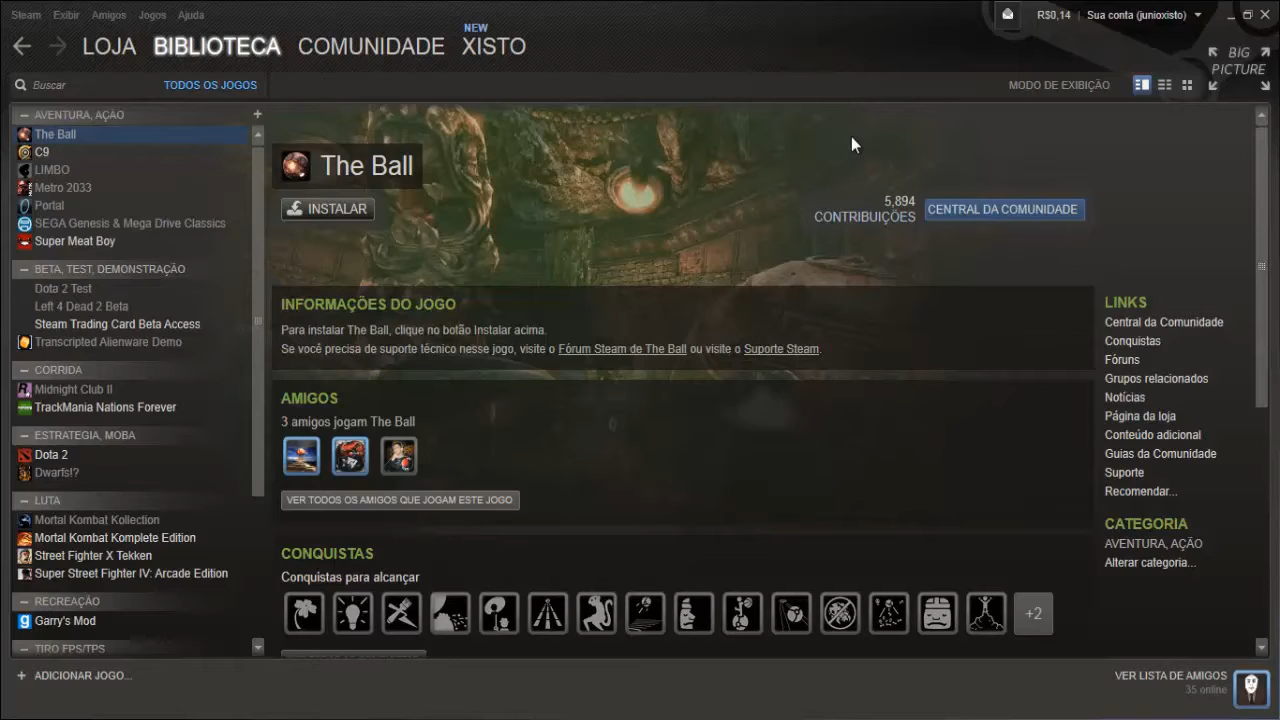 Steam Exibir Amigos Jogos Ajuda
R$0,14 Sua conta (junioxisto)
LOJA BIBLIOTECA COMUNIDADE NEW XISTO
BIG PICTURE
Buscar TODOS OS JOGOS
MODO DE EXIBIÇÃO
AVENTURA, AÇÃO
The Ball
C9
LIMBO
Metro 2033
Portal
SEGA Genesis & Mega Drive Classics
Super Meat Boy
BETA, TEST, DEMONSTRAÇÃO
Dota 2 Test
Left 4 Dead 2 Beta
Steam Trading Card Beta Access
Transcripted Alienware Demo
CORRIDA
Midnight Club II
TrackMania Nations Forever
ESTRATEGIA, MOBA
Dota 2
Dwarfs!?
LUTA
Mortal Kombat Kollection
Mortal Kombat Komplete Edition
Street Fighter X Tekken
Super Street Fighter IV: Arcade Edition
RECREAÇÃO
Garry's Mod
TIRO FPS/TPS
The Ball
INSTALAR
5,894
CONTRIBUIÇÕES
CENTRAL DA COMUNIDADE
INFORMAÇÕES DO JOGO
Para instalar The Ball, clique no botão Instalar acima.
Se você precisa de suporte técnico nesse jogo, visite o Fórum Steam de The Ball ou visite o Suporte Steam.
AMIGOS
3 amigos jogam The Ball
VER TODOS OS AMIGOS QUE JOGAM ESTE JOGO
CONQUISTAS
Conquistas para alcançar
+2
LINKS
Central da Comunidade
Conquistas
Fóruns
Grupos relacionados
Notícias
Página da loja
Conteúdo adicional
Guias da Comunidade
Suporte
Recomendar...
CATEGORIA
AVENTURA, AÇÃO
Alterar categoria...
ADICIONAR JOGO...
VER LISTA DE AMIGOS
35 online